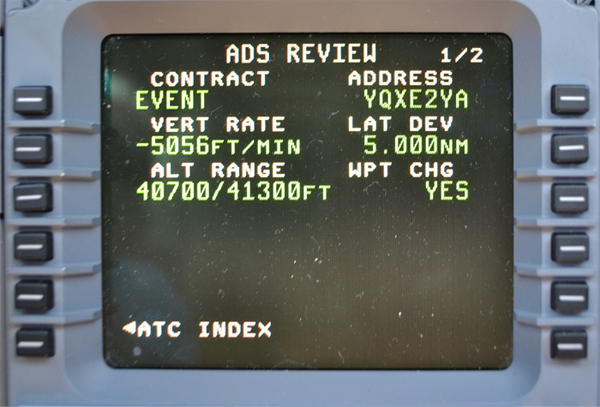 ADS REVIEW 1/2
CONTRACT ADDRESS
EVENT YQXE2YA
VERT RATE LAT DEV
-5056FT/MIN 5.000NM
ALT RANGE WPT CHG
40700/41300FT YES
◄ATC INDEX